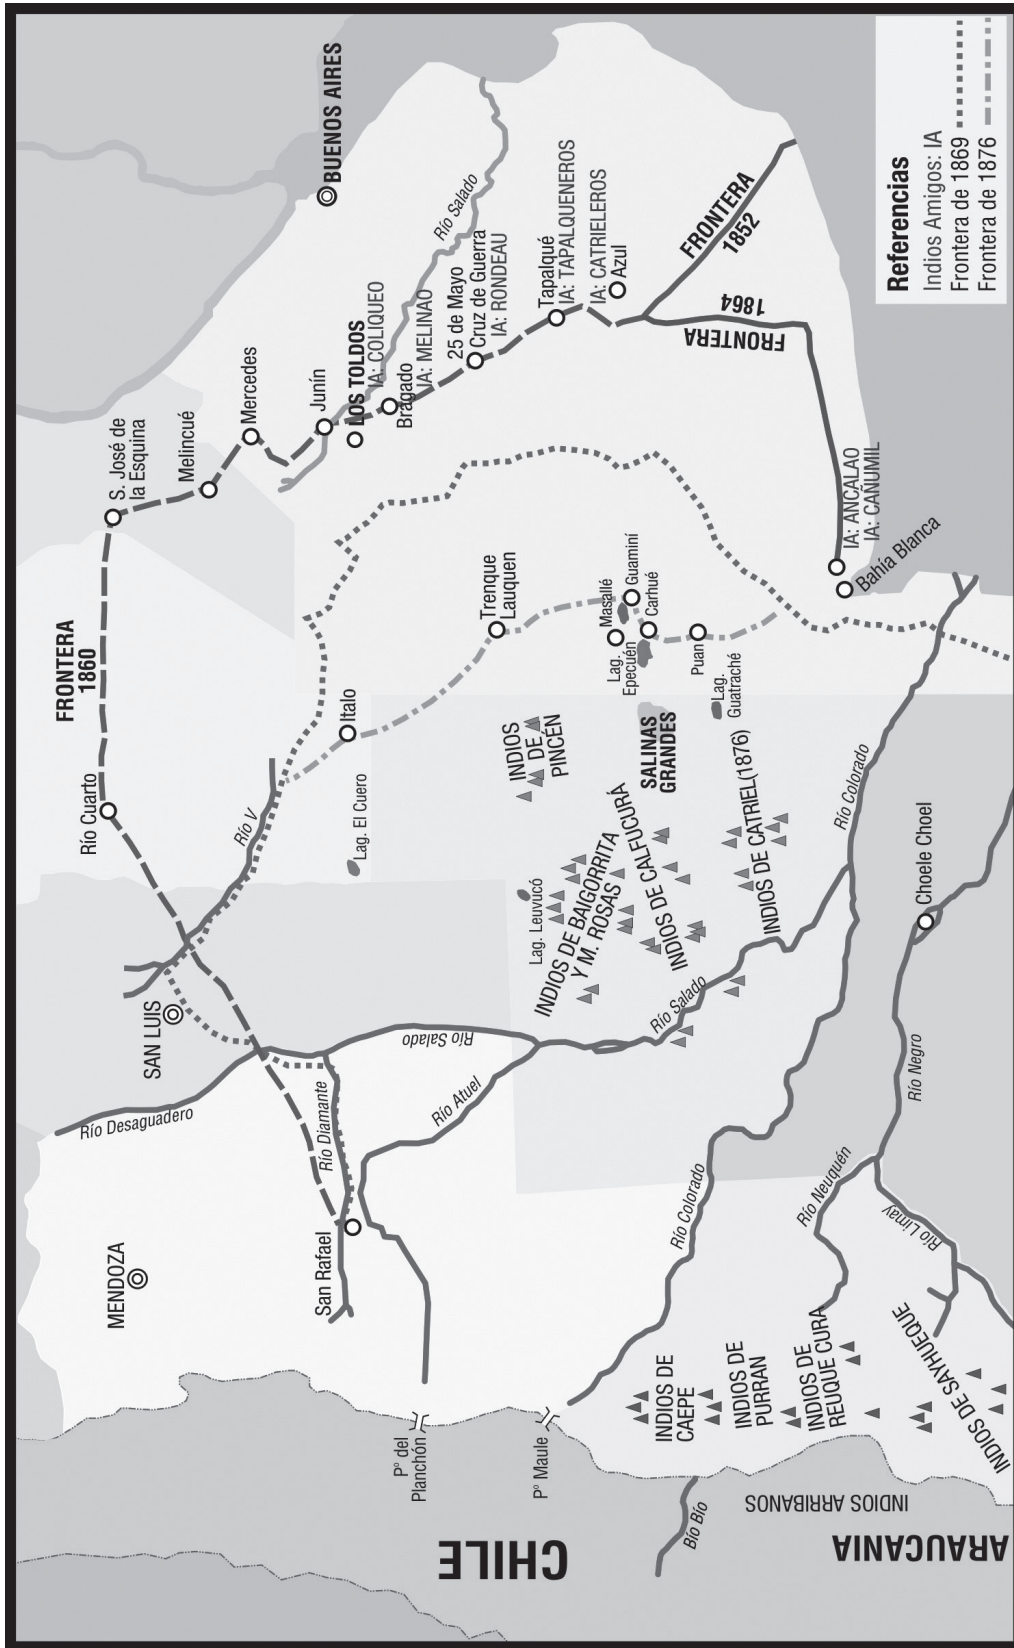 MENDOZA
SAN LUIS
Río Desaguadero
San Rafael
Río Diamante
Río Atuel
Río Salado
Río Cuarto
FRONTERA
1860
Río V
S. José de
la Esquina
Melincué
Mercedes
Junín
LOS TOLDOS
IA: COLIQUEO
Bragado
IA: MELINAO
25 de Mayo
Cruz de Guerra
IA: RONDEAU
Tapalqué
IA: TAPALQUENEROS
IA: CATRIELEROS
Azul
BUENOS AIRES
Río Salado
FRONTERA
1852
FRONTERA
1864
IA: ANCALAO
IA: CAÑUMIL
Bahía Blanca
Italo
Lag. El Cuero
Trenque
Lauquen
Masallé
Guaminí
Carhué
Lag.
Epecuén
Puan
Lag.
Guatraché
SALINAS
GRANDES
INDIOS
DE
PINCÉN
Lag. Leuvucó
INDIOS DE BAIGORRITA
Y M. ROSAS
INDIOS DE CALFUCURÁ
INDIOS DE CATRIEL(1876)
Río Salado
Río Colorado
Choele Choel
Río Negro
Río Colorado
Río Neuquén
Río Limay
Pº del
Planchón
Pº Maule
INDIOS DE
CAEPE
INDIOS DE
PURRAN
INDIOS DE
REUQUE CURA
INDIOS DE SAYHUEQUE
CHILE
Bío Bío
INDIOS ARRIBANOS
ARAUCANIA
Referencias
Indios Amigos: IA
Frontera de 1869
Frontera de 1876